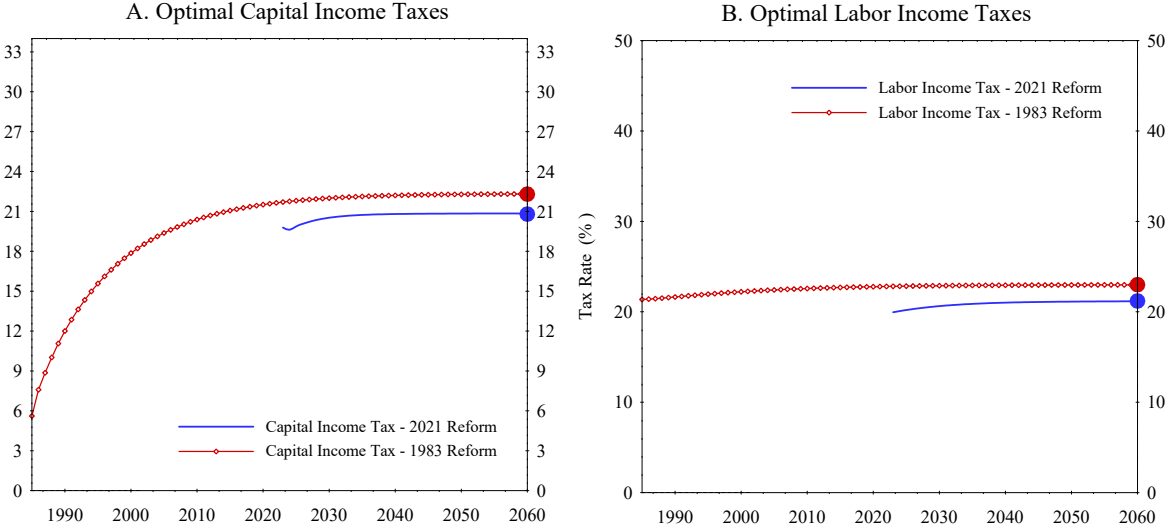 A. Optimal Capital Income Taxes
33 33
30 30
27 27
24 24
21 21
18 18
15 15
12 12
9 9
6 6
3 3
0 0
Capital Income Tax - 2021 Reform
Capital Income Tax - 1983 Reform
1990 2000 2010 2020 2030 2040 2050 2060
B. Optimal Labor Income Taxes
Tax Rate (%)
50 50
40 40
30 30
20 20
10 10
0 0
Labor Income Tax - 2021 Reform
Labor Income Tax - 1983 Reform
1990 2000 2010 2020 2030 2040 2050 2060